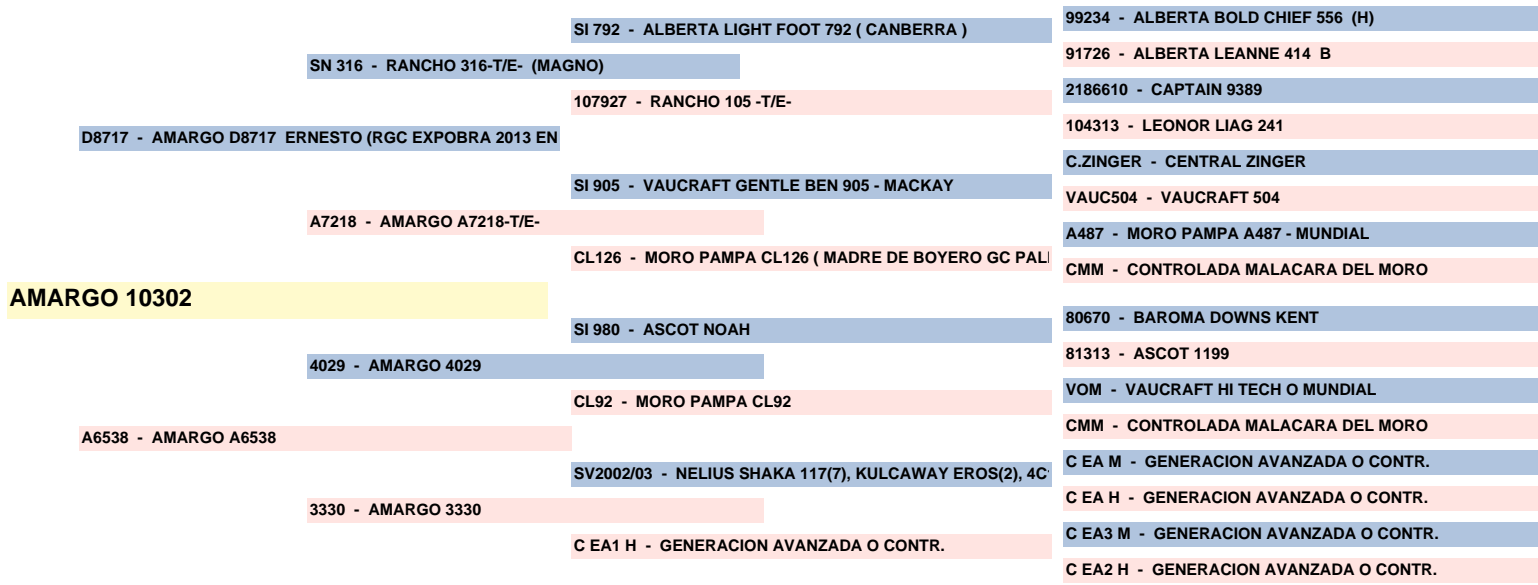 99234 - ALBERTA BOLD CHIEF 556 (H)
SI 792 - ALBERTA LIGHT FOOT 792 ( CANBERRA )
91726 - ALBERTA LEANNE 414 B
SN 316 - RANCHO 316-T/E- (MAGNO)
2186610 - CAPTAIN 9389
107927 - RANCHO 105 -T/E-
104313 - LEONOR LIAG 241
D8717 - AMARGO D8717 ERNESTO (RGC EXPOBRA 2013 EN
C.ZINGER - CENTRAL ZINGER
SI 905 - VAUCRAFT GENTLE BEN 905 - MACKAY
VAUC504 - VAUCRAFT 504
A7218 - AMARGO A7218-T/E-
A487 - MORO PAMPA A487 - MUNDIAL
CL126 - MORO PAMPA CL126 ( MADRE DE BOYERO GC PAL
CMM - CONTROLADA MALACARA DEL MORO
AMARGO 10302
80670 - BAROMA DOWNS KENT
SI 980 - ASCOT NOAH
81313 - ASCOT 1199
4029 - AMARGO 4029
VOM - VAUCRAFT HI TECH O MUNDIAL
CL92 - MORO PAMPA CL92
CMM - CONTROLADA MALACARA DEL MORO
A6538 - AMARGO A6538
C EA M - GENERACION AVANZADA O CONTR.
SV2002/03 - NELIUS SHAKA 117(7), KULCAWAY EROS(2), 4C
C EA H - GENERACION AVANZADA O CONTR.
3330 - AMARGO 3330
C EA3 M - GENERACION AVANZADA O CONTR.
C EA1 H - GENERACION AVANZADA O CONTR.
C EA2 H - GENERACION AVANZADA O CONTR.